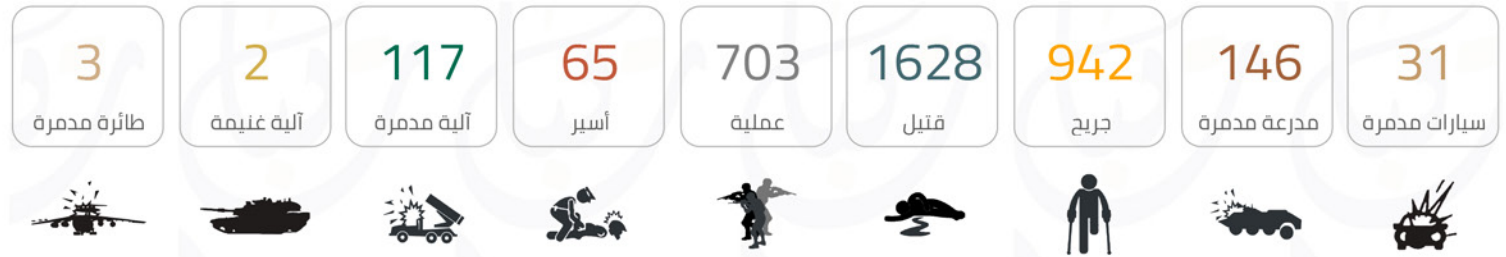 31
سيارات مدمرة
146
مدرعة مدمرة
942
جريح
1628
قتيل
703
عملية
65
أسير
117
آلية مدمرة
2
آلية غنيمة
3
طائرة مدمرة